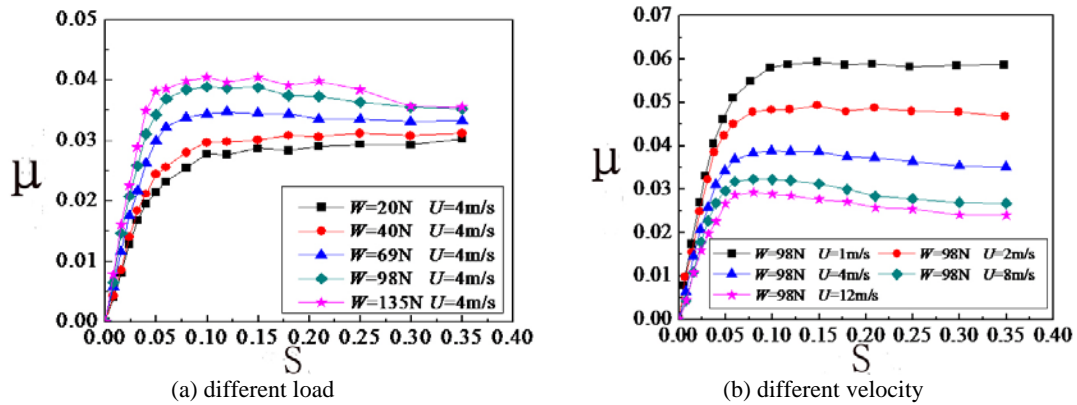 0.05
0.04
0.03
0.02
0.01
0.00
μ
W=20N U=4m/s
W=40N U=4m/s
W=69N U=4m/s
W=98N U=4m/s
W=135N U=4m/s
0.00 0.05 0.10 0.15 0.20 0.25 0.30 0.35 0.40
S
(a) different load
0.07
0.06
0.05
0.04
0.03
0.02
0.01
0.00
μ
W=98N U=1m/s W=98N U=2m/s
W=98N U=4m/s W=98N U=8m/s
W=98N U=12m/s
0.00 0.05 0.10 0.15 0.20 0.25 0.30 0.35 0.40
S
(b) different velocity